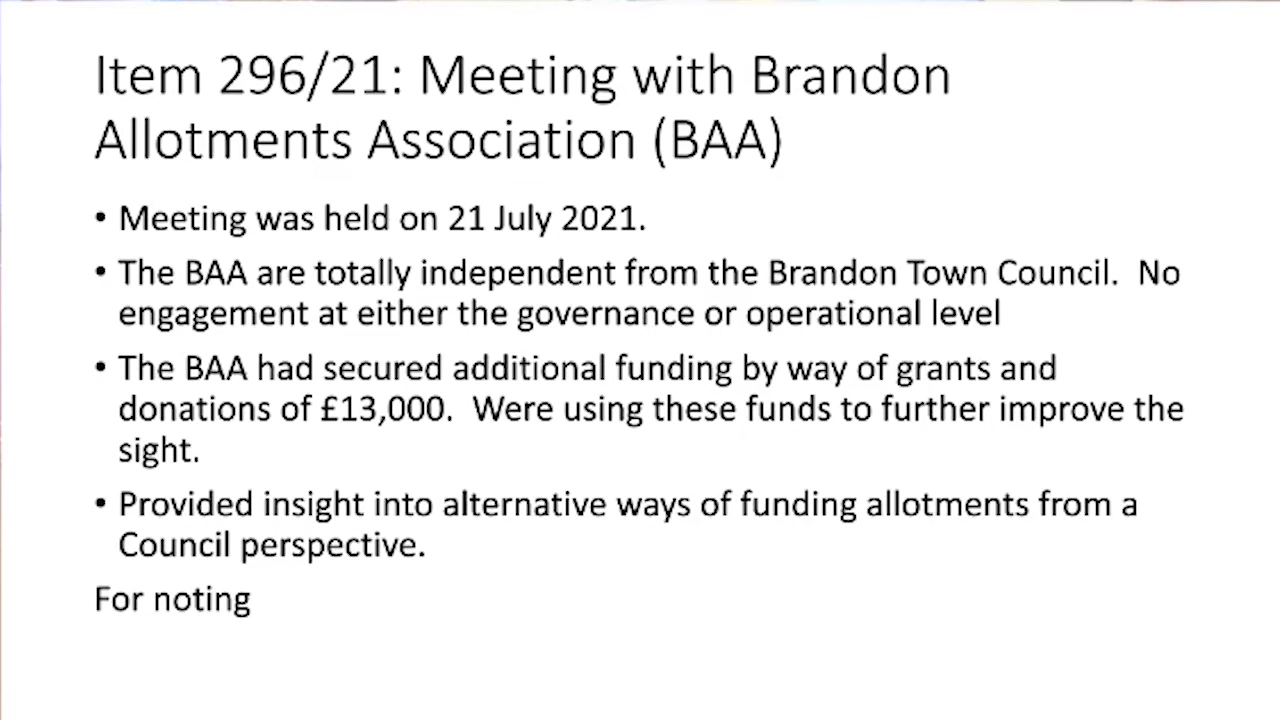 Item 296/21: Meeting with Brandon
Allotments Association (BAA)
• Meeting was held on 21 July 2021.
• The BAA are totally independent from the Brandon Town Council.  No
engagement at either the governance or operational level
• The BAA had secured additional funding by way of grants and
donations of £13,000.  Were using these funds to further improve the
sight.
• Provided insight into alternative ways of funding allotments from a
Council perspective.
For noting